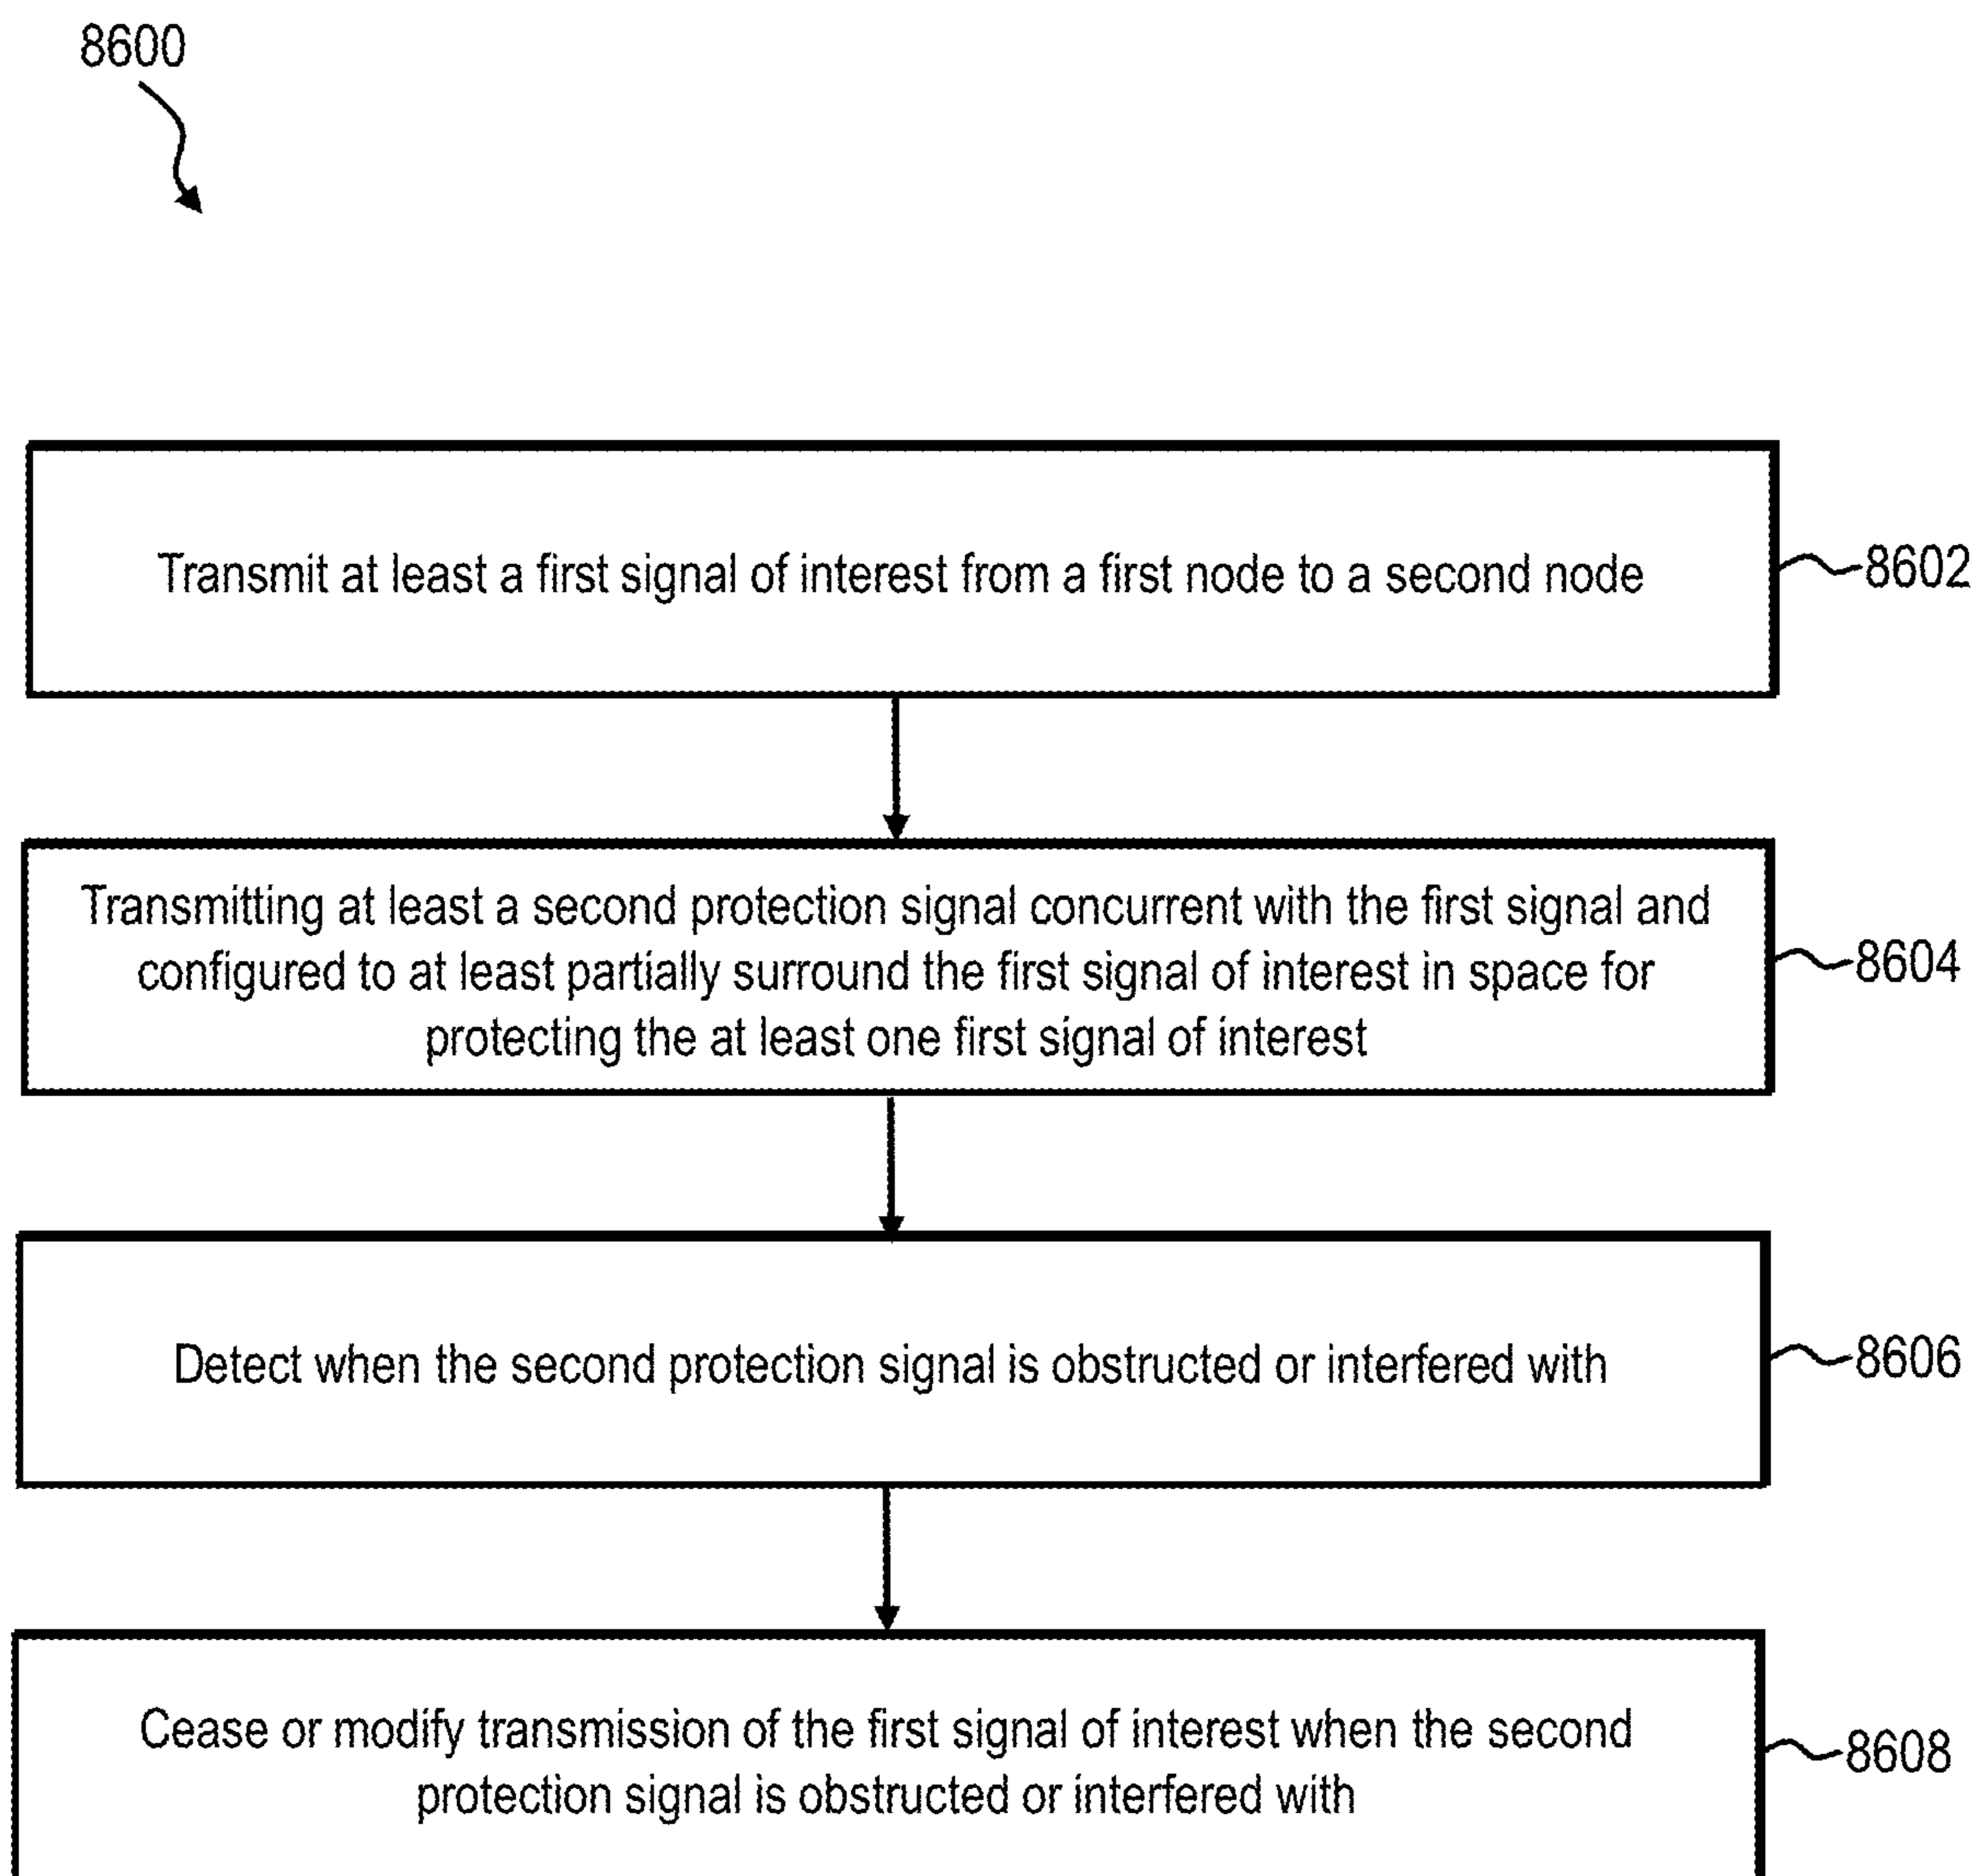 8600
Transmit at least a first signal of interest from a first node to a second node
8602
Transmitting at least a second protection signal concurrent with the first signal and
configured to at least partially surround the first signal of interest in space for
protecting the at least one first signal of interest
8604
Detect when the second protection signal is obstructed or interfered with
8606
Cease or modify transmission of the first signal of interest when the second
protection signal is obstructed or interfered with
8608